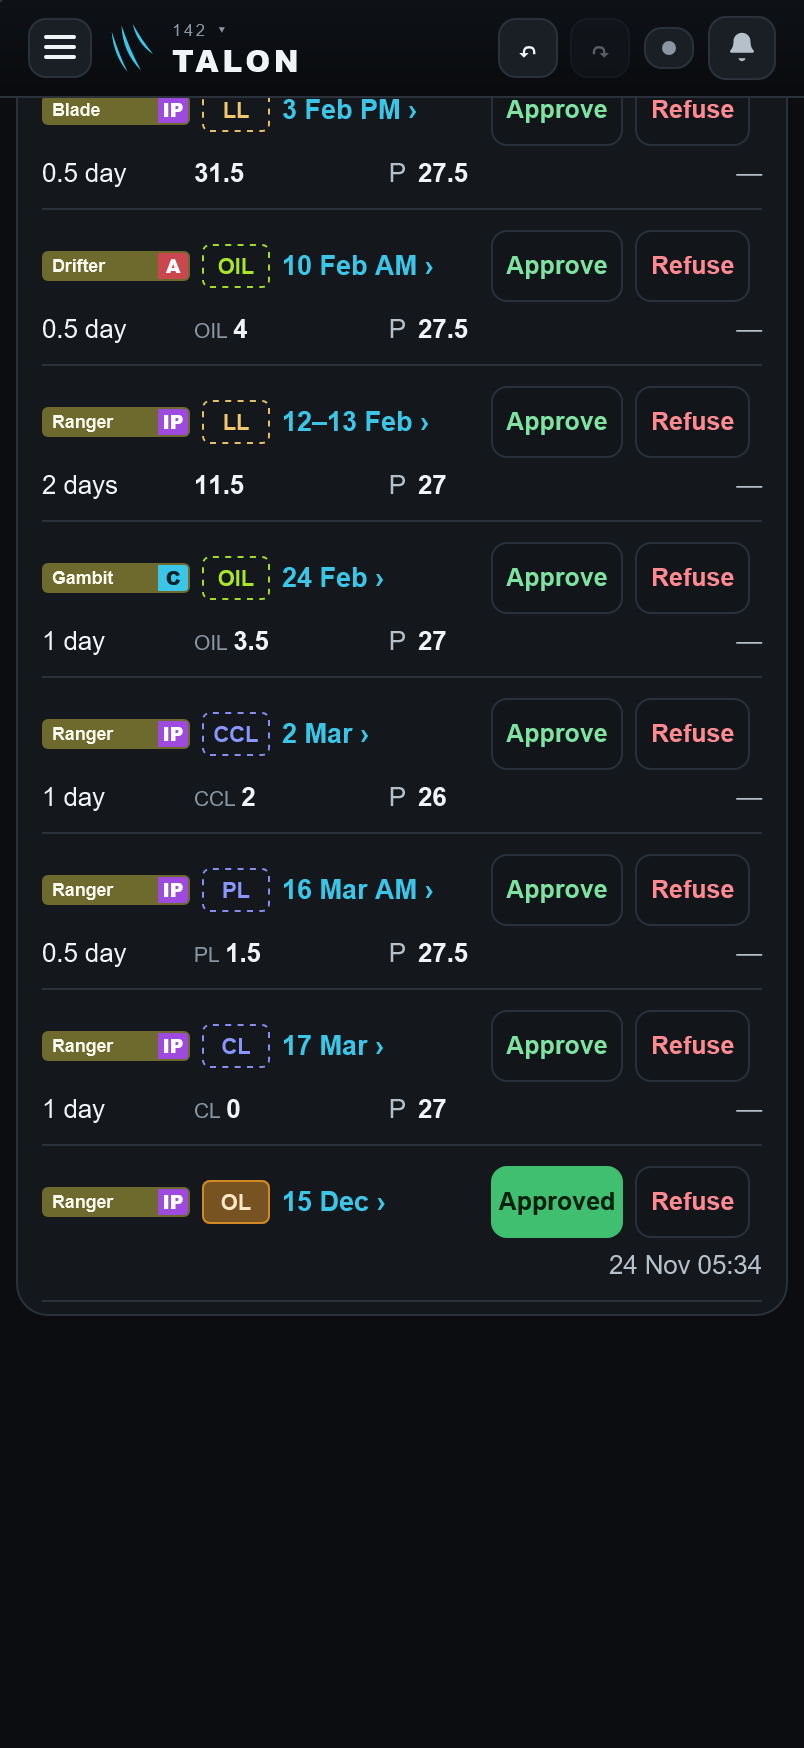 142 ▾
TALON
Blade IP LL 3 Feb PM › Approve Refuse
0.5 day 31.5 P 27.5 —
Drifter A OIL 10 Feb AM › Approve Refuse
0.5 day OIL 4 P 27.5 —
Ranger IP LL 12–13 Feb › Approve Refuse
2 days 11.5 P 27 —
Gambit C OIL 24 Feb › Approve Refuse
1 day OIL 3.5 P 27 —
Ranger IP CCL 2 Mar › Approve Refuse
1 day CCL 2 P 26 —
Ranger IP PL 16 Mar AM › Approve Refuse
0.5 day PL 1.5 P 27.5 —
Ranger IP CL 17 Mar › Approve Refuse
1 day CL 0 P 27 —
Ranger IP OL 15 Dec › Approved Refuse
24 Nov 05:34